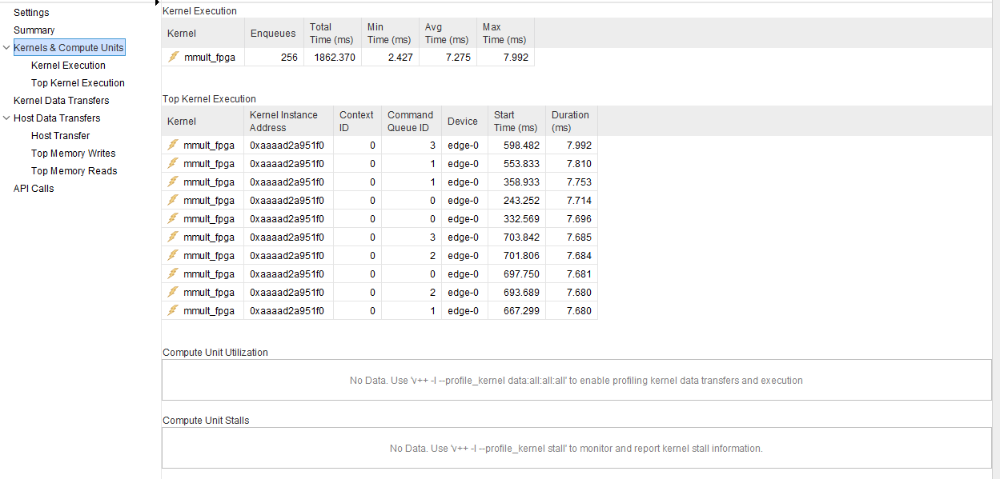 Settings
Summary
Kernels & Compute Units
Kernel Execution
Top Kernel Execution
Kernel Data Transfers
Host Data Transfers
Host Transfer
Top Memory Writes
Top Memory Reads
API Calls
Kernel Execution
Kernel Enqueues Total Time (ms) Min Time (ms) Avg Time (ms) Max Time (ms)
mmult_fpga 256 1862.370 2.427 7.275 7.992
Top Kernel Execution
Kernel Kernel Instance Address Context ID Command Queue ID Device Start Time (ms) Duration (ms)
mmult_fpga 0xaaaad2a951f0 0 3 edge-0 598.482 7.992
mmult_fpga 0xaaaad2a951f0 0 1 edge-0 553.833 7.810
mmult_fpga 0xaaaad2a951f0 0 1 edge-0 358.933 7.753
mmult_fpga 0xaaaad2a951f0 0 0 edge-0 243.252 7.714
mmult_fpga 0xaaaad2a951f0 0 0 edge-0 332.569 7.696
mmult_fpga 0xaaaad2a951f0 0 3 edge-0 703.842 7.685
mmult_fpga 0xaaaad2a951f0 0 2 edge-0 701.806 7.684
mmult_fpga 0xaaaad2a951f0 0 0 edge-0 697.750 7.681
mmult_fpga 0xaaaad2a951f0 0 2 edge-0 693.689 7.680
mmult_fpga 0xaaaad2a951f0 0 1 edge-0 667.299 7.680
Compute Unit Utilization
No Data. Use 'v++ -l --profile_kernel data:all:all:all' to enable profiling kernel data transfers and execution
Compute Unit Stalls
No Data. Use 'v++ -l --profile_kernel stall' to monitor and report kernel stall information.